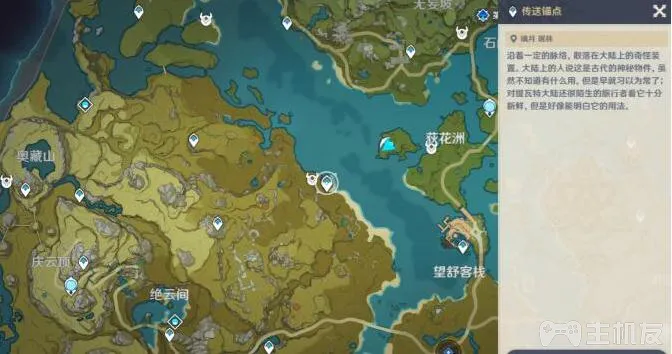 无妄坡
传送锚点
璃月 璃林
沿着一定的脉络，散落在大陆上的奇怪装
置。大陆上的人说这是古代的神秘物件，虽
然不知道有什么用，但是早就习以为常了；
对提瓦特大陆还很陌生的旅行者看它十分
新鲜，但是好像能明白它的用法。
石
荻花洲
奥藏山
庆云顶
望舒客栈
绝云间
主机友